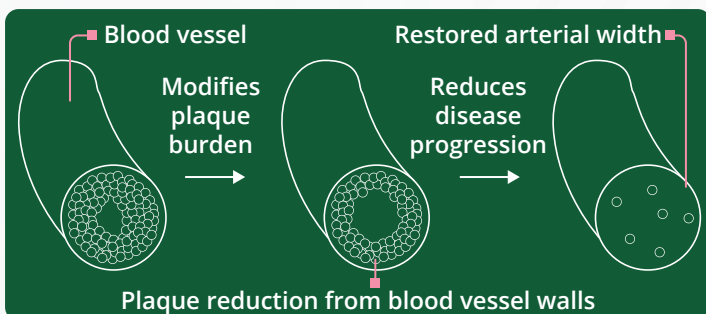 Blood vessel
Restored arterial width
Modifies
plaque
burden
Reduces
disease
progression
Plaque reduction from blood vessel walls